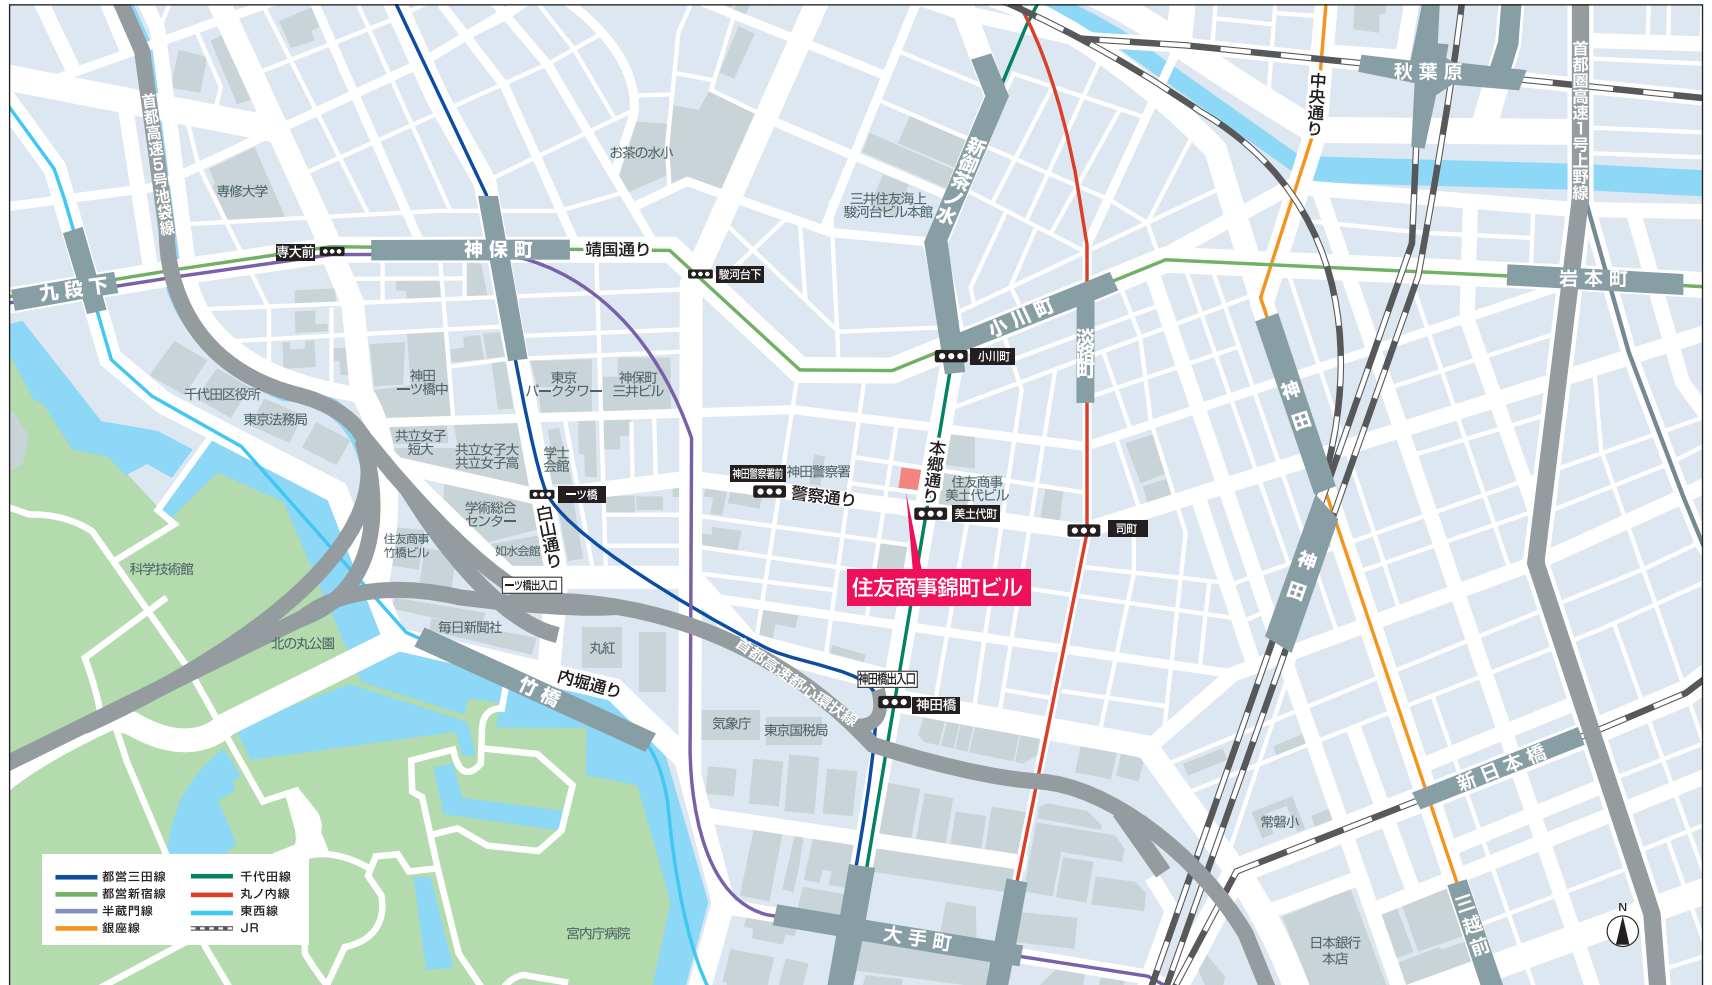 秋葉原
首都圏高速1号上野線
中央通り
首都高速5号池袋線
お茶の水小
新御茶ノ水
専修大学
三井住友海上
駿河台ビル本館
専大前
神保町
靖国通り
駿河台下
九段下
岩本町
小川町
小川町
淡路町
神田
一ツ橋中
東京
パークタワー
神保町
三井ビル
千代田区役所
東京法務局
神田
共立女子
短大
共立女子大
共立女子高
学士
会館
本郷通り
神田警察署前
神田警察署
警察通り
住友商事
美土代ビル
美土代町
一ツ橋
白山通り
学術総合
センター
司町
住友商事
竹橋ビル
如水会館
科学技術館
一ツ橋出入口
神田
住友商事錦町ビル
毎日新聞社
北の丸公園
丸紅
首都高速都心環状線
神田橋出入口
竹橋
内堀通り
神田橋
気象庁
東京国税局
新日本橋
常磐小
都営三田線
千代田線
都営新宿線
丸ノ内線
半蔵門線
東西線
銀座線
JR
宮内庁病院
大手町
三越前
日本銀行
本店
N